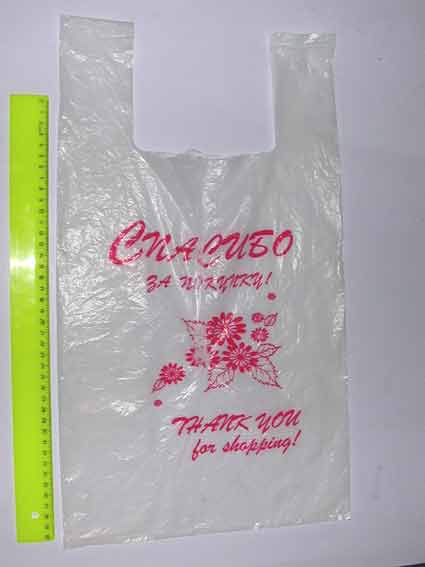 Спасибо
за покупку!
THANK YOU
for shopping!